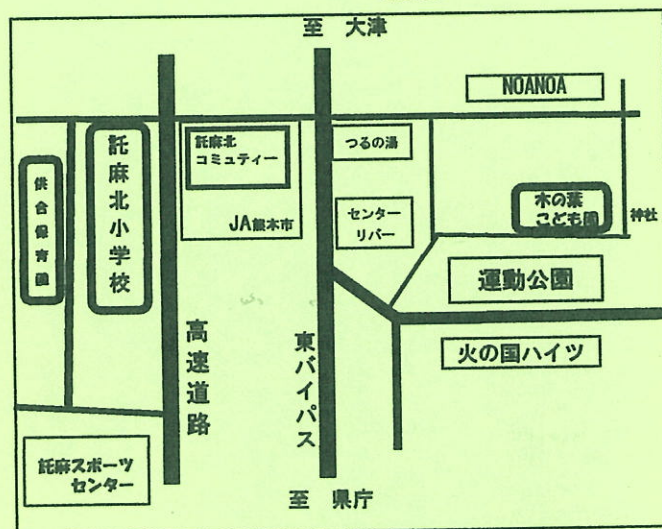 至 大津
NOANOA
託麻北小学校
託麻北
コミュティー
つるの湯
供合保育園
木の葉
こども園
神社
センター
リバー
JA熊本市
運動公園
高速道路
東バイパス
火の国ハイツ
託麻スポーツ
センター
至 県庁